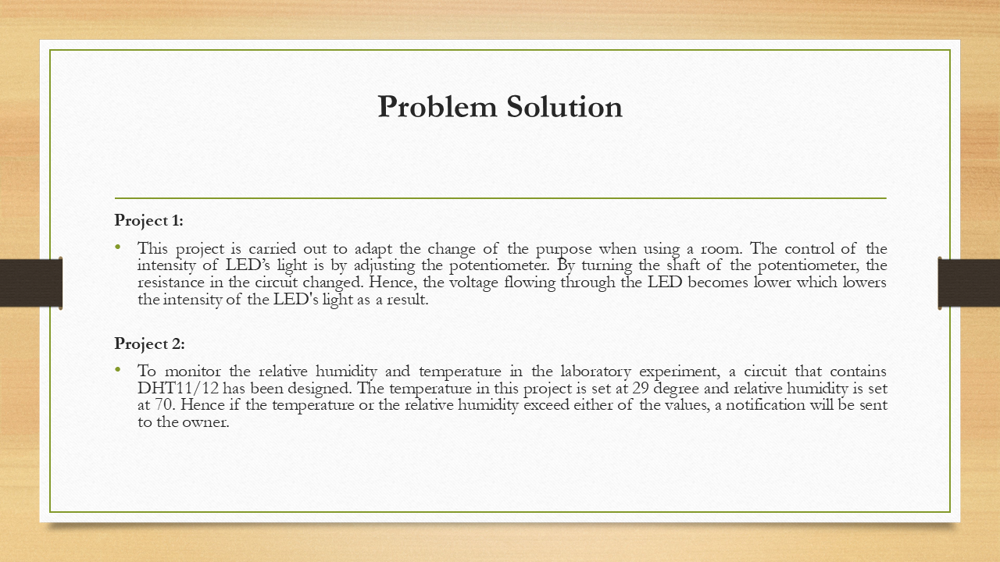 Problem Solution
Project 1:
• This project is carried out to adapt the change of the purpose when using a room. The control of the
intensity of LED’s light is by adjusting the potentiometer. By turning the shaft of the potentiometer, the
resistance in the circuit changed. Hence, the voltage flowing through the LED becomes lower which lowers
the intensity of the LED's light as a result.
Project 2:
• To monitor the relative humidity and temperature in the laboratory experiment, a circuit that contains
DHT11/12 has been designed. The temperature in this project is set at 29 degree and relative humidity is set
at 70. Hence if the temperature or the relative humidity exceed either of the values, a notification will be sent
to the owner.